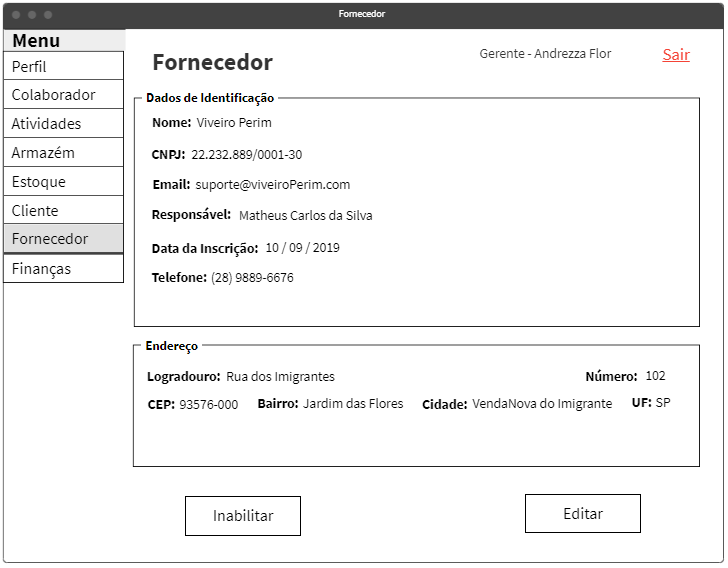 Fornecedor
Menu
Perfil
Colaborador
Atividades
Armazém
Estoque
Cliente
Fornecedor
Finanças
Fornecedor
Gerente - Andrezza Flor
Sair
Dados de Identificação
Nome: Viveiro Perim
CNPJ: 22.232.889/0001-30
Email: suporte@viveiroPerim.com
Responsável: Matheus Carlos da Silva
Data da Inscrição: 10 / 09 / 2019
Telefone: (28) 9889-6676
Endereço
Logradouro: Rua dos Imigrantes Número: 102
CEP: 93576-000 Bairro: Jardim das Flores Cidade: VendaNova do Imigrante UF: SP
Inabilitar
Editar